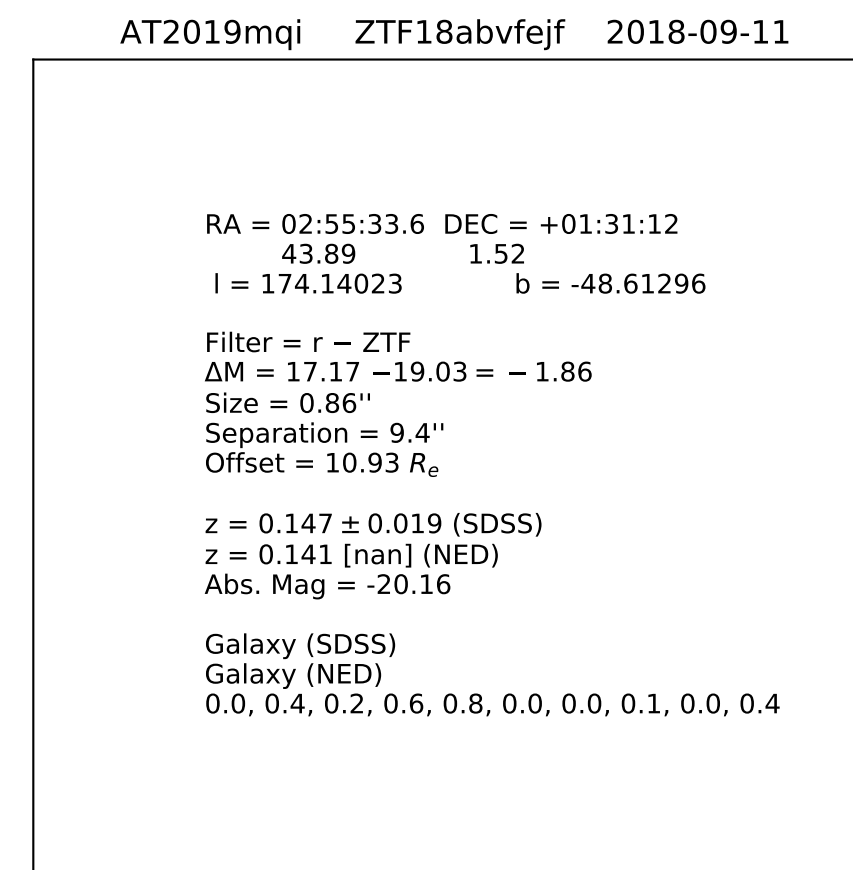 AT2019mqi ZTF18abvfejf 2018-09-11
RA = 02:55:33.6 DEC = +01:31:12
43.89 1.52
l = 174.14023 b = -48.61296
Filter = r − ZTF
ΔM = 17.17 −19.03 = − 1.86
Size = 0.86''
Separation = 9.4''
Offset = 10.93 Re
z = 0.147 ± 0.019 (SDSS)
z = 0.141 [nan] (NED)
Abs. Mag = -20.16
Galaxy (SDSS)
Galaxy (NED)
0.0, 0.4, 0.2, 0.6, 0.8, 0.0, 0.0, 0.1, 0.0, 0.4